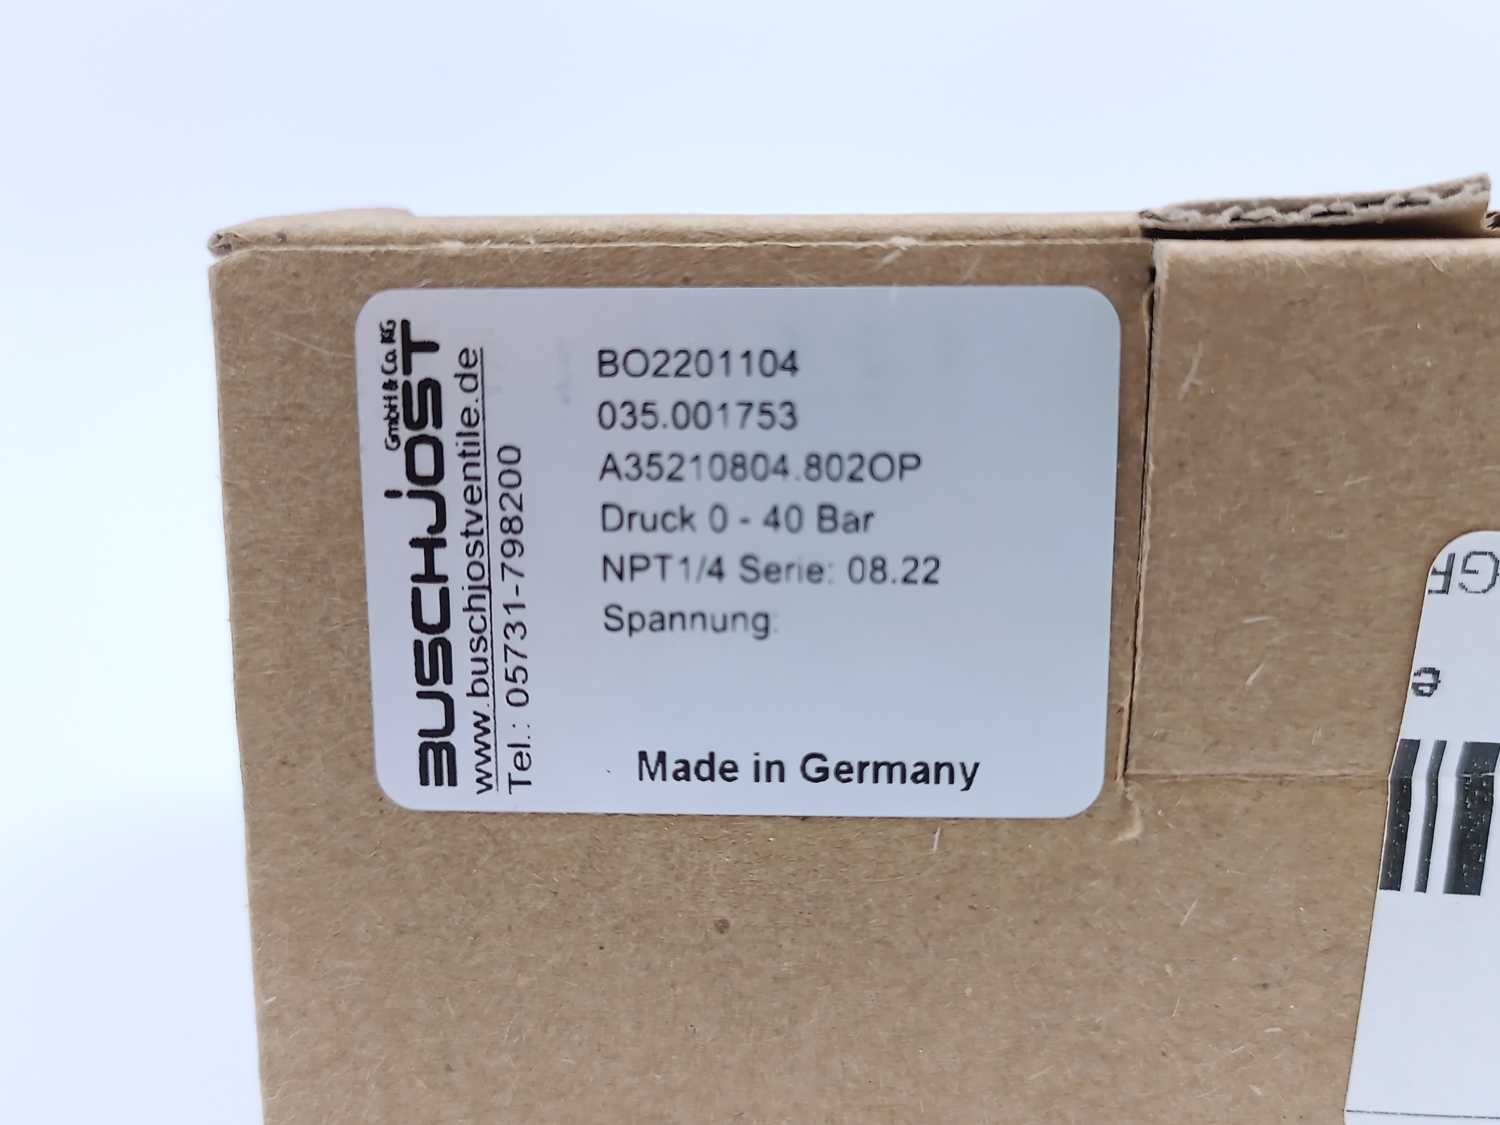 BUSCHJOST GmbH & Co. KG
www.buschjostventile.de
Tel.: 05731-798200
BO2201104
035.001753
A35210804.802OP
Druck 0 - 40 Bar
NPT1/4 Serie: 08.22
Spannung:
Made in Germany
e